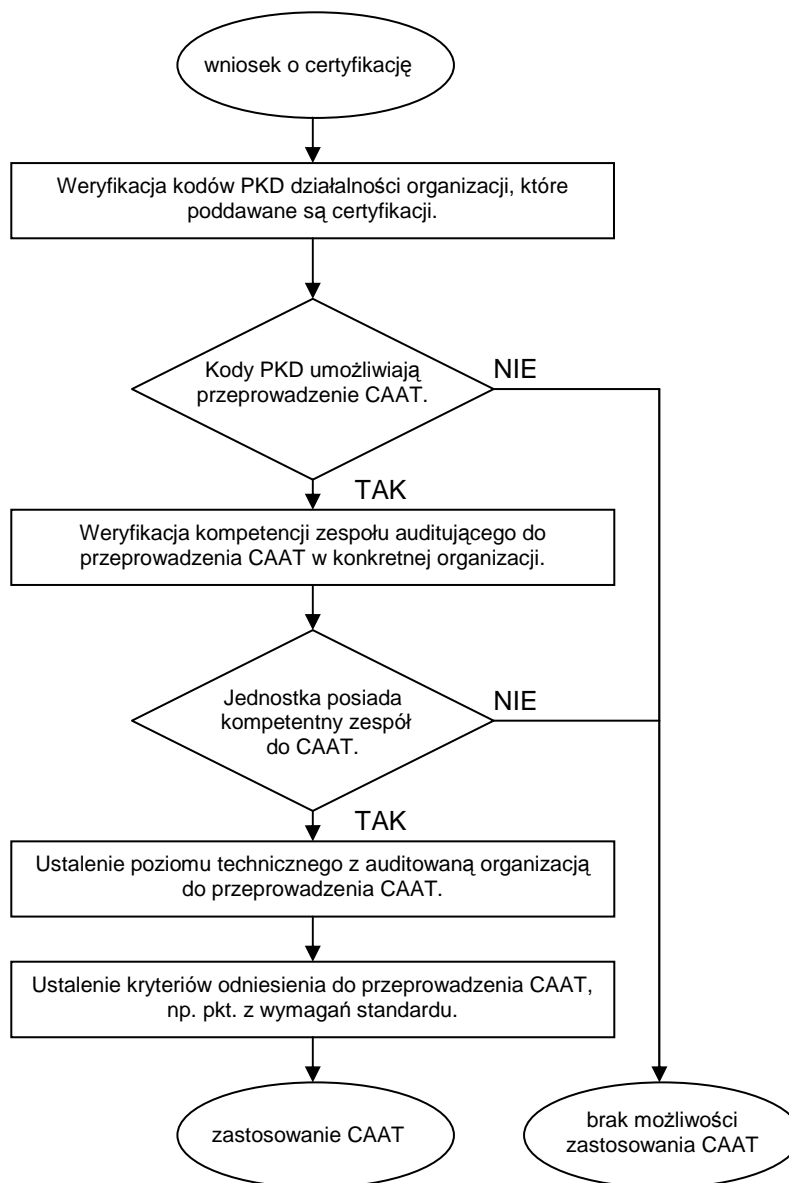 wniosek o certyfikację
Weryfikacja kodów PKD działalności organizacji, które
poddawane są certyfikacji.
Kody PKD umożliwiają
przeprowadzenie CAAT.
NIE
TAK
Weryfikacja kompetencji zespołu auditującego do
przeprowadzenia CAAT w konkretnej organizacji.
Jednostka posiada
kompetentny zespół
do CAAT.
NIE
TAK
Ustalenie poziomu technicznego z auditowaną organizacją
do przeprowadzenia CAAT.
Ustalenie kryteriów odniesienia do przeprowadzenia CAAT,
np. pkt. z wymagań standardu.
zastosowanie CAAT
brak możliwości
zastosowania CAAT